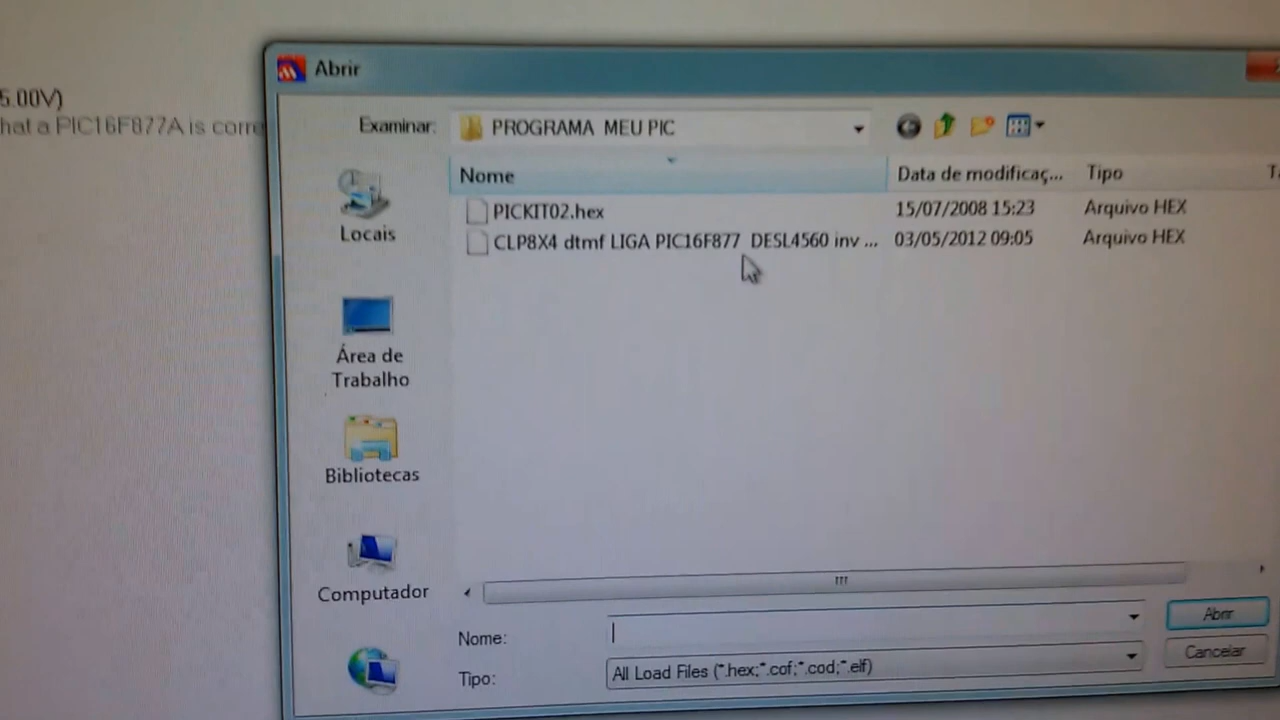 Abrir
5.00V)
hat a PIC16F877A is corre
Examinar: PROGRAMA MEU PIC
Nome Data de modificaç... Tipo
PICKIT02.hex 15/07/2008 15:23 Arquivo HEX
CLP8X4 dtmf LIGA PIC16F877 DESL4560 inv ... 03/05/2012 09:05 Arquivo HEX
Locais
Área de
Trabalho
Bibliotecas
Computador
Nome: Abrir
Tipo: All Load Files (*.hex;*.cof;*.cod;*.elf) Cancelar